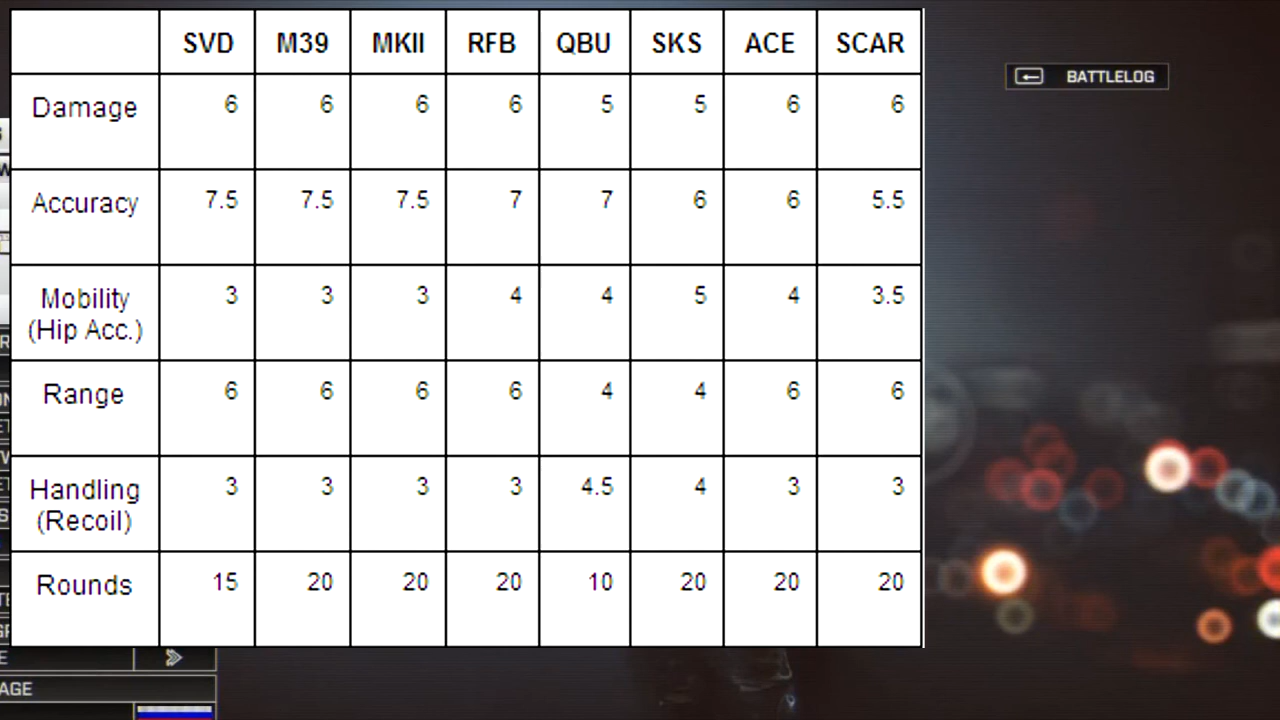 SVD M39 MKII RFB QBU SKS ACE SCAR
BATTLELOG
Damage 6 6 6 6 5 5 6 6
Accuracy 7.5 7.5 7.5 7 7 6 6 5.5
Mobility
(Hip Acc.) 3 3 3 4 4 5 4 3.5
Range 6 6 6 6 4 4 6 6
Handling
(Recoil) 3 3 3 3 4.5 4 3 3
Rounds 15 20 20 20 10 20 20 20
AGE